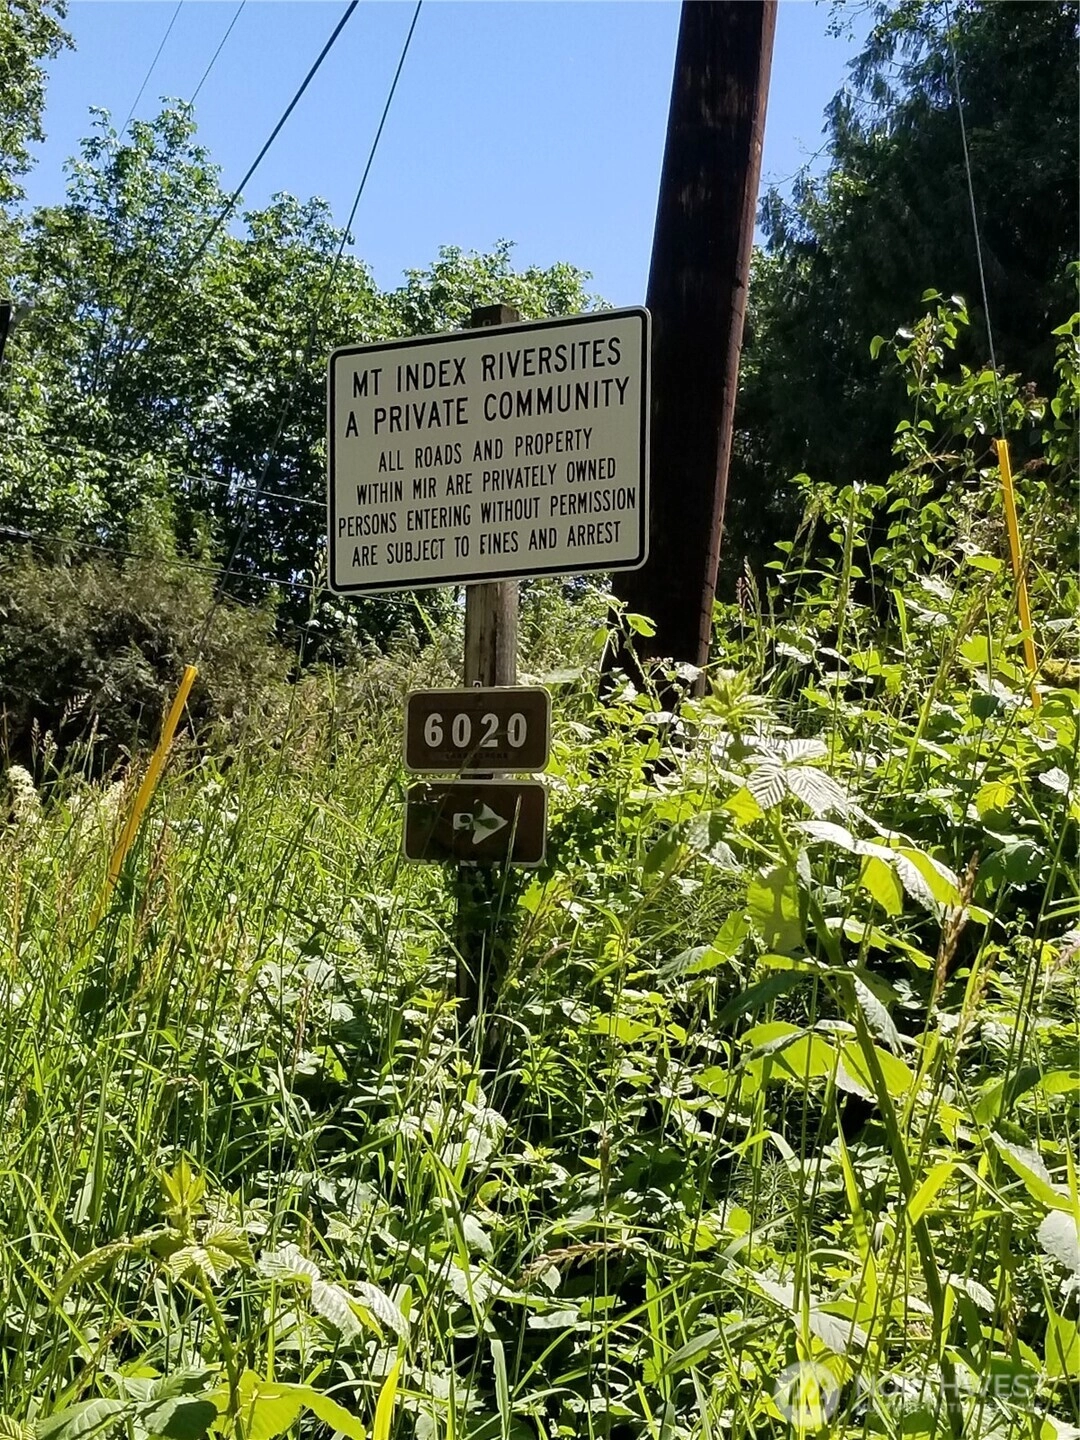 MT INDEX RIVERSITES
A PRIVATE COMMUNITY
ALL ROADS AND PROPERTY
WITHIN MIR ARE PRIVATELY OWNED
PERSONS ENTERING WITHOUT PERMISSION
ARE SUBJECT TO FINES AND ARREST
6020
NORTHWEST